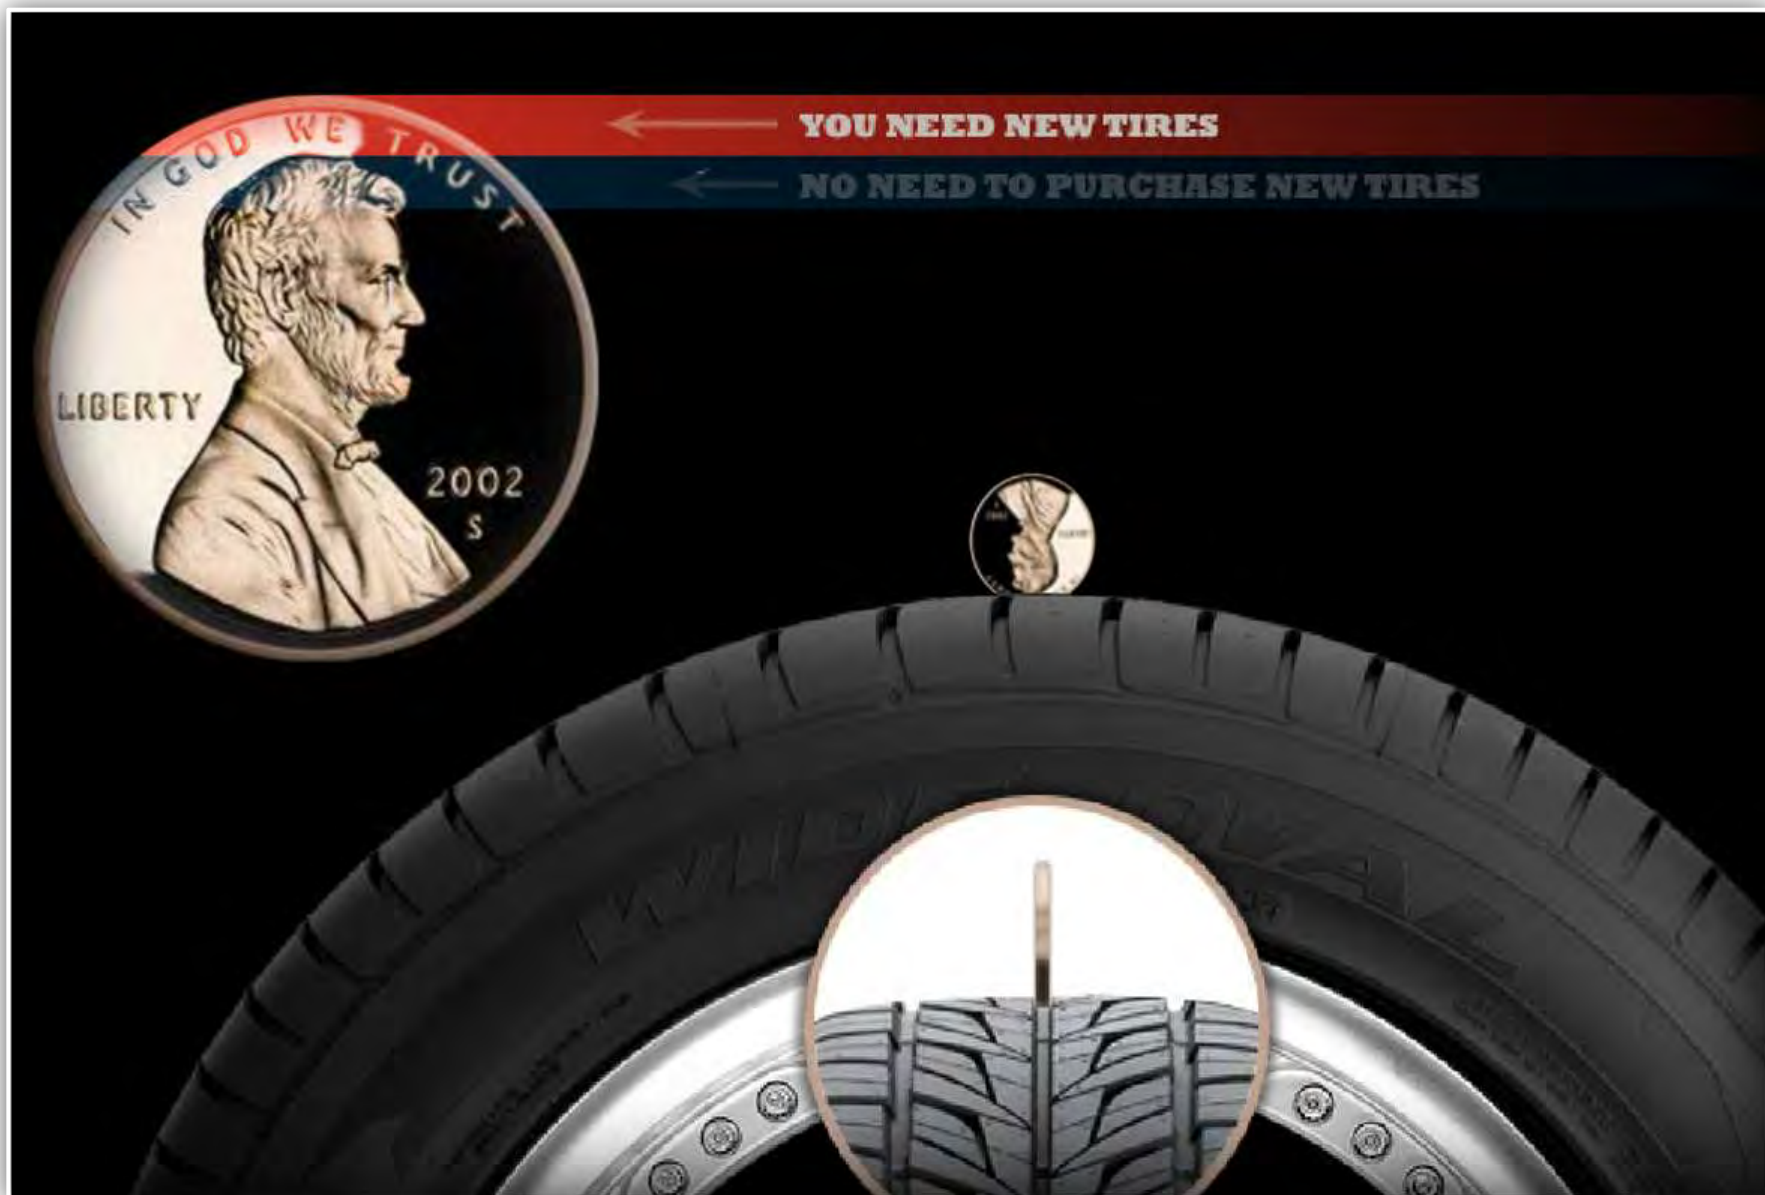 YOU NEED NEW TIRES
IN GOD WE TRUST
NO NEED TO PURCHASE NEW TIRES
LIBERTY
2002
S